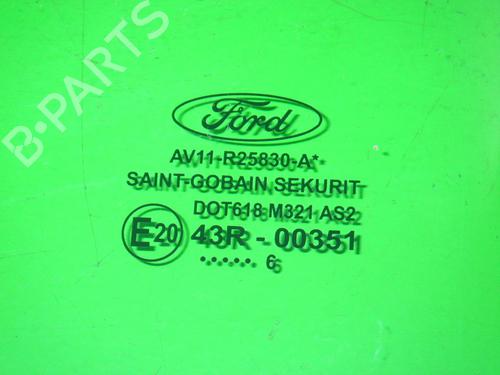 B-PARTS
Ford
AV11-R25830-A*
SAINT-GOBAIN SEKURIT
DOT618 M321 AS2
E20 43R - 00351
...... 6